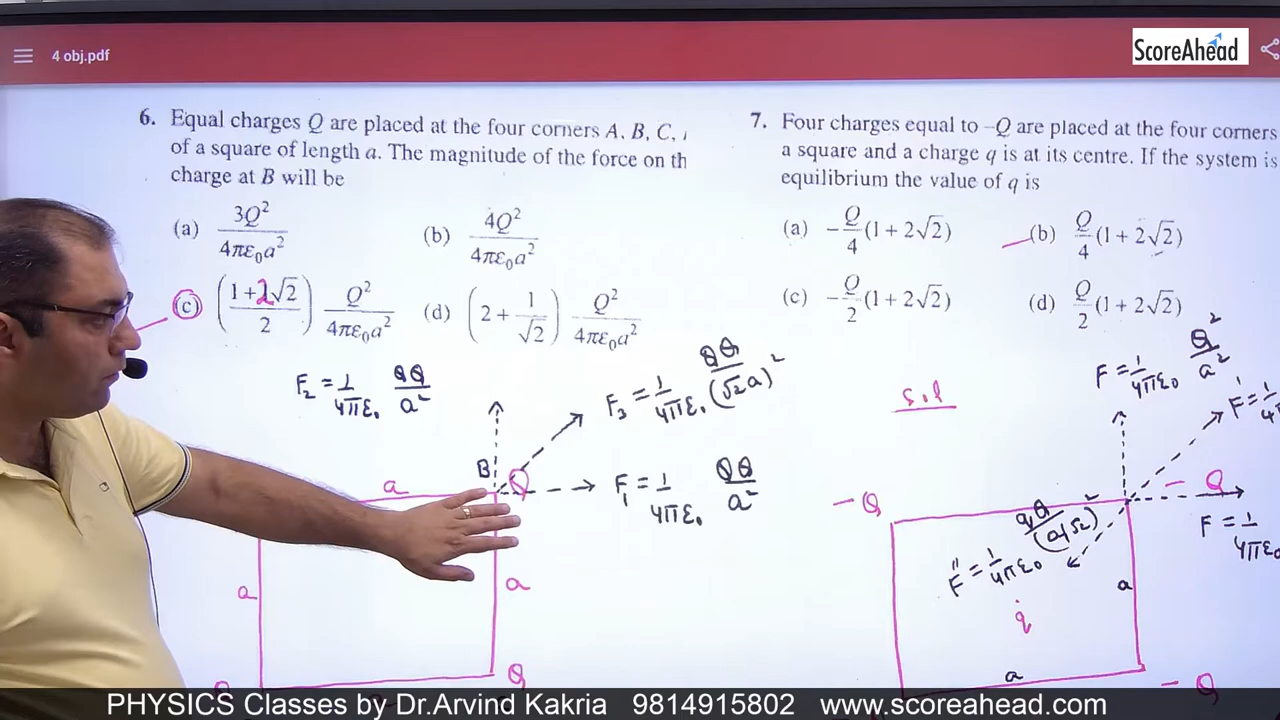 4 obj.pdf
ScoreAhead
6. Equal charges Q are placed at the four corners A, B, C,
of a square of length a. The magnitude of the force on th
charge at B will be
(a) 3Q²/4πε₀a²
(b) 4Q²/4πε₀a²
(c) (1+2√2/2) Q²/4πε₀a²
(d) (2+1/√2) Q²/4πε₀a²
7. Four charges equal to –Q are placed at the four corners
a square and a charge q is at its centre. If the system is
equilibrium the value of q is
(a) −Q/4(1+2√2)
(b) Q/4(1+2√2)
(c) −Q/2(1+2√2)
(d) Q/2(1+2√2)
F₂ = 1/4πε₀ QQ/a²
F₃ = 1/4πε₀ QQ/(√2a)²
B
Q
F₁ = 1/4πε₀ QQ/a²
a
a
a
Q
Sol
F = 1/4πε₀ Q²/a²
F' = 1/4
− Q
− Q
F = 1/4πε₀
F'' = 1/4πε₀ qQ/(a/√2)²
a
q
a
− Q
PHYSICS Classes by Dr.Arvind Kakria 9814915802 www.scoreahead.com